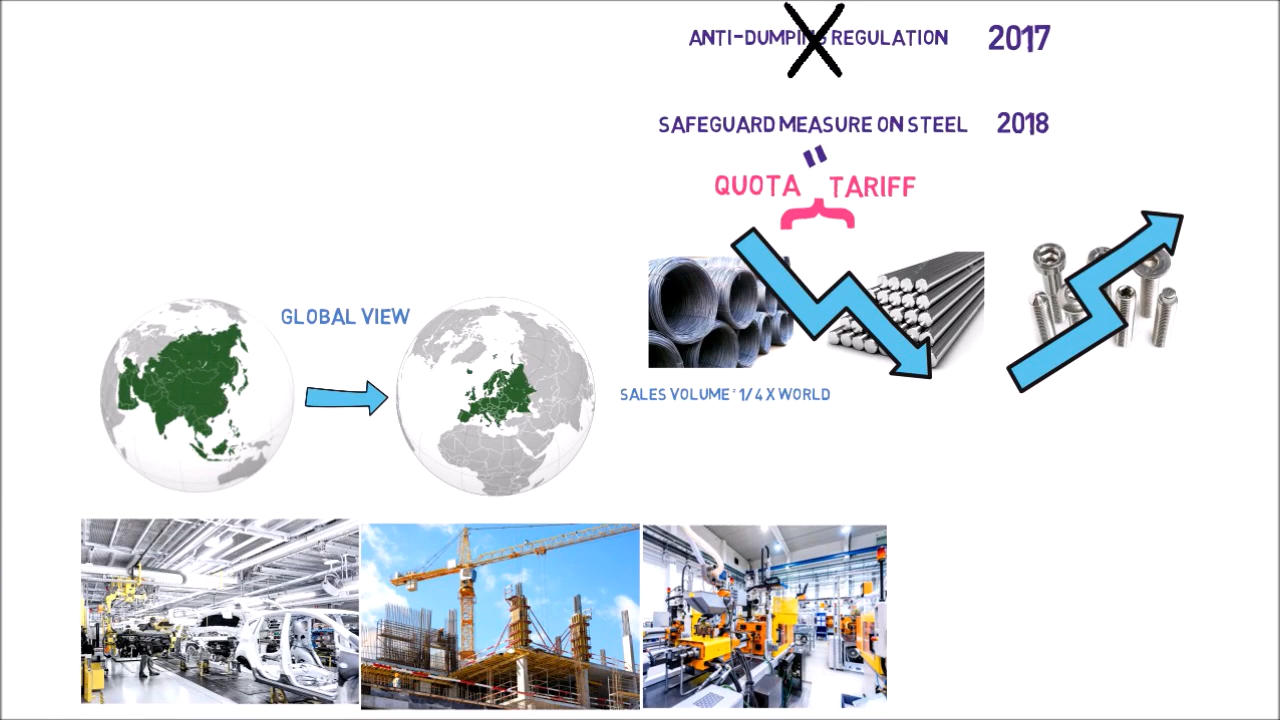 ANTI-DUMPING REGULATION 2017
SAFEGUARD MEASURE ON STEEL 2018
QUOTA TARIFF
GLOBAL VIEW
SALES VOLUME = 1/4 X WORLD